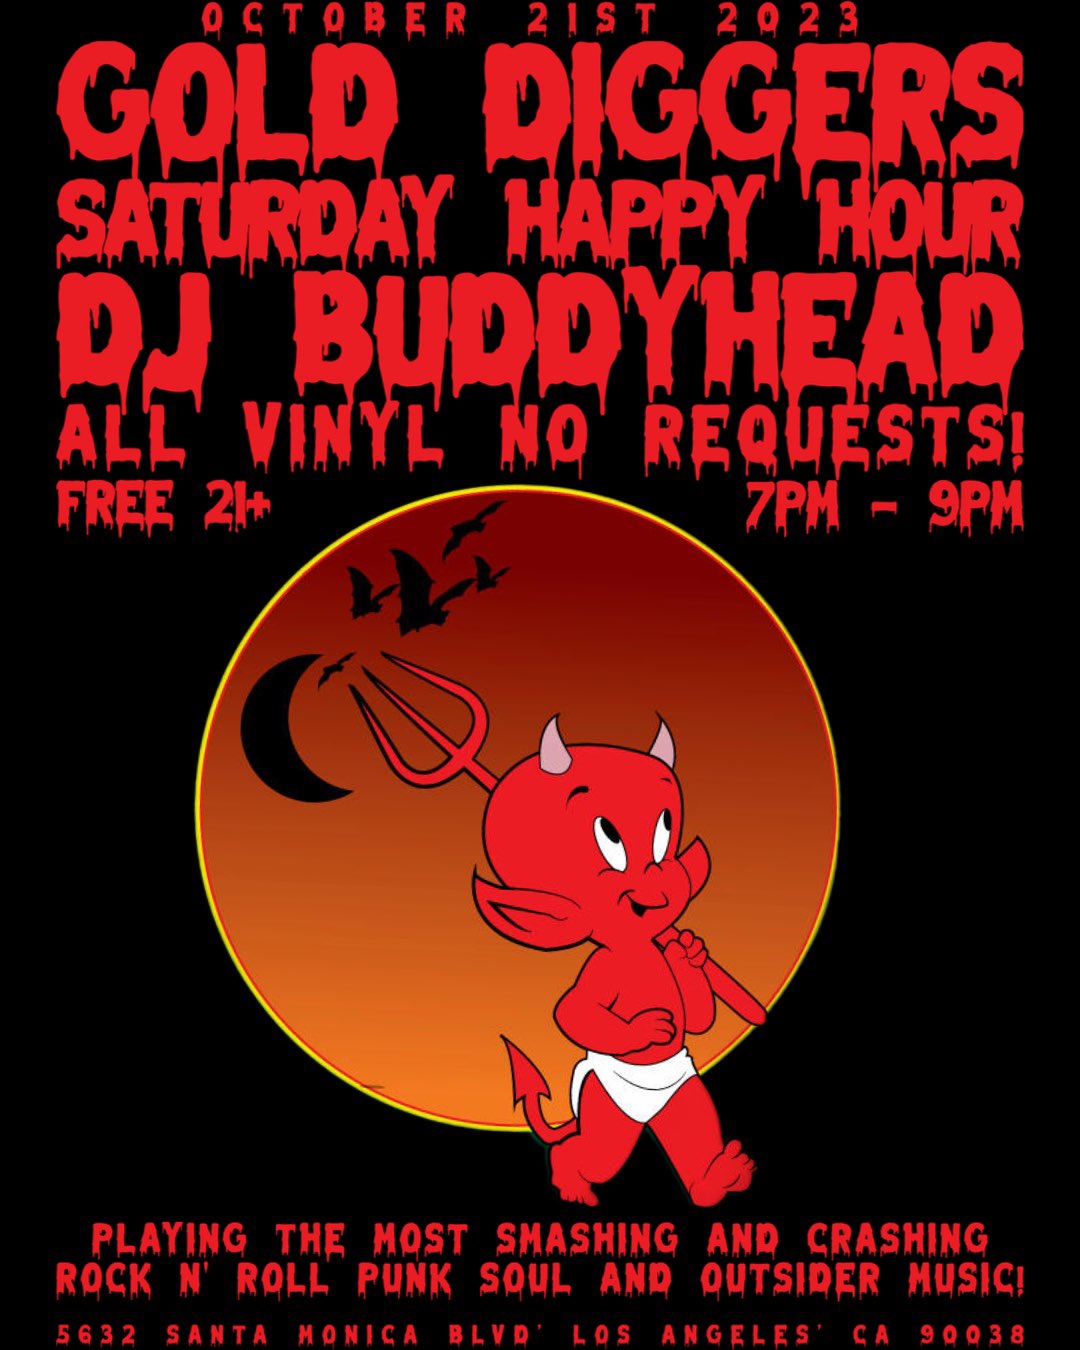 OCTOBER 21ST 2023
GOLD DIGGERS
SATURDAY HAPPY HOUR
DJ BUDDYHEAD
ALL VINYL NO REQUESTS!
FREE 21+ 7PM - 9PM
PLAYING THE MOST SMASHING AND CRASHING
ROCK N' ROLL PUNK SOUL AND OUTSIDER MUSIC!
5632 SANTA MONICA BLVD' LOS ANGELES' CA 90038